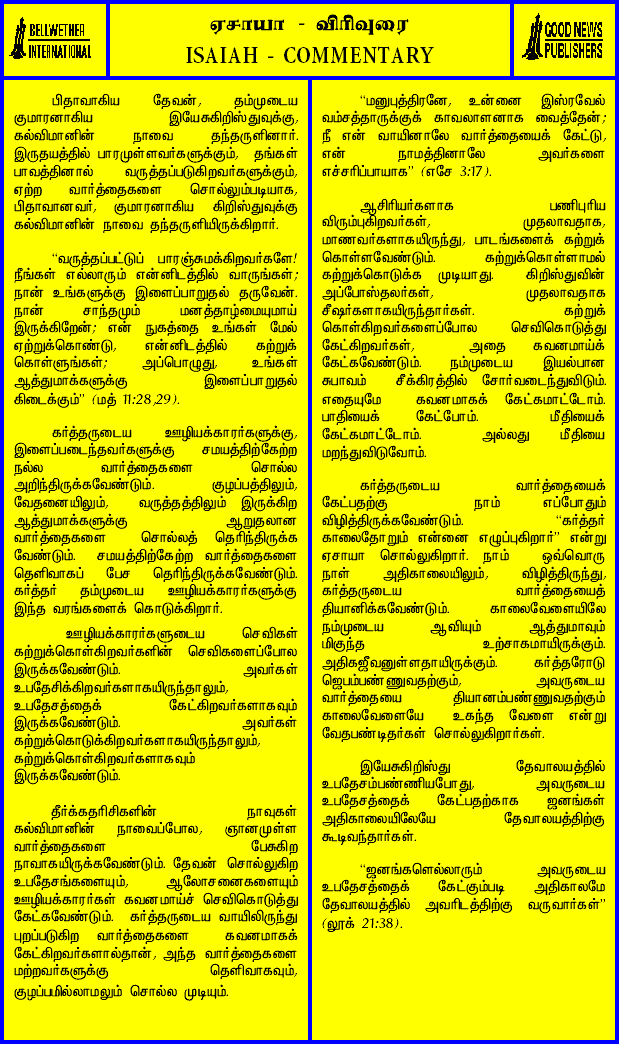 BELLWETHER
INTERNATIONAL
ஏசாயா - விரிவுரை
ISAIAH - COMMENTARY
GOOD NEWS
PUBLISHERS
பிதாவாகிய தேவன், தம்முடைய
குமாரனாகிய இயேசுகிறிஸ்துவுக்கு,
கல்விமானின் நாவை தந்தருளினார்.
இருதயத்தில் பாரமுள்ளவர்களுக்கும், தங்கள்
பாவத்தினால் வருத்தப்படுகிறவர்களுக்கும்,
ஏற்ற வார்த்தைகளை சொல்லும்படியாக,
பிதாவானவர், குமாரனாகிய கிறிஸ்துவுக்கு
கல்விமானின் நாவை தந்தருளியிருக்கிறார்.
“வருத்தப்பட்டுப் பாரஞ்சுமக்கிறவர்களே!
நீங்கள் எல்லாரும் என்னிடத்தில் வாருங்கள்;
நான் உங்களுக்கு இளைப்பாறுதல் தருவேன்.
நான் சாந்தமும் மனத்தாழ்மையுமாய்
இருக்கிறேன்; என் நுகத்தை உங்கள் மேல்
ஏற்றுக்கொண்டு, என்னிடத்தில் கற்றுக்
கொள்ளுங்கள்; அப்பொழுது, உங்கள்
ஆத்துமாக்களுக்கு இளைப்பாறுதல்
கிடைக்கும்” (மத் 11:28,29).
கர்த்தருடைய ஊழியக்காரர்களுக்கு,
இளைப்படைந்தவர்களுக்கு சமயத்திற்கேற்ற
நல்ல வார்த்தைகளை சொல்ல
அறிந்திருக்கவேண்டும். குழப்பத்திலும்,
வேதனையிலும், வருத்தத்திலும் இருக்கிற
ஆத்துமாக்களுக்கு ஆறுதலான
வார்த்தைகளை சொல்லத் தெரிந்திருக்க
வேண்டும். சமயத்திற்கேற்ற வார்த்தைகளை
தெளிவாகப் பேச தெரிந்திருக்கவேண்டும்.
கர்த்தர் தம்முடைய ஊழியக்காரர்களுக்கு
இந்த வரங்களைக் கொடுக்கிறார்.
ஊழியக்காரர்களுடைய செவிகள்
கற்றுக்கொள்கிறவர்களின் செவிகளைப்போல
இருக்கவேண்டும். அவர்கள்
உபதேசிக்கிறவர்களாகயிருந்தாலும்,
உபதேசத்தைக் கேட்கிறவர்களாகவும்
இருக்கவேண்டும். அவர்கள்
கற்றுக்கொடுக்கிறவர்களாகயிருந்தாலும்,
கற்றுக்கொள்கிறவர்களாகவும்
இருக்கவேண்டும்.
தீர்க்கதரிசிகளின் நாவுகள்
கல்விமானின் நாவைப்போல, ஞானமுள்ள
வார்த்தைகளை பேசுகிற
நாவாகயிருக்கவேண்டும். தேவன் சொல்லுகிற
உபதேசங்களையும், ஆலோசனைகளையும்
ஊழியக்காரர்கள் கவனமாய்ச் செவிகொடுத்து
கேட்கவேண்டும். கர்த்தருடைய வாயிலிருந்து
புறப்படுகிற வார்த்தைகளை கவனமாகக்
கேட்கிறவர்களால்தான், அந்த வார்த்தைகளை
மற்றவர்களுக்கு தெளிவாகவும்,
குழப்பமில்லாமலும் சொல்ல முடியும்.
“மனுபுத்திரனே, உன்னை இஸ்ரவேல்
வம்சத்தாருக்குக் காவலாளனாக வைத்தேன்;
நீ என் வாயினாலே வார்த்தையைக் கேட்டு,
என் நாமத்தினாலே அவர்களை
எச்சரிப்பாயாக” (எசே 3:17).
ஆசிரியர்களாக பணிபுரிய
விரும்புகிறவர்கள், முதலாவதாக,
மாணவர்களாகயிருந்து, பாடங்களைக் கற்றுக்
கொள்ளவேண்டும். கற்றுக்கொள்ளாமல்
கற்றுக்கொடுக்க முடியாது. கிறிஸ்துவின்
அப்போஸ்தலர்கள், முதலாவதாக
சீஷர்களாகயிருந்தார்கள். கற்றுக்
கொள்கிறவர்களைப்போல செவிகொடுத்து
கேட்கிறவர்கள், அதை கவனமாய்க்
கேட்கவேண்டும். நம்முடைய இயல்பான
சுபாவம் சீக்கிரத்தில் சோர்வடைந்துவிடும்.
எதையுமே கவனமாகக் கேட்கமாட்டோம்.
பாதியைக் கேட்போம். மீதியைக்
கேட்கமாட்டோம். அல்லது மீதியை
மறந்துவிடுவோம்.
கர்த்தருடைய வார்த்தையைக்
கேட்பதற்கு நாம் எப்போதும்
விழித்திருக்கவேண்டும். “கர்த்தர்
காலைதோறும் என்னை எழுப்புகிறார்” என்று
ஏசாயா சொல்லுகிறார். நாம் ஒவ்வொரு
நாள் அதிகாலையிலும், விழித்திருந்து,
கர்த்தருடைய வார்த்தையைத்
தியானிக்கவேண்டும். காலைவேளையிலே
நம்முடைய ஆவியும் ஆத்துமாவும்
மிகுந்த உற்சாகமாயிருக்கும்.
அதிகஜீவனுள்ளதாயிருக்கும். கர்த்தரோடு
ஜெபம்பண்ணுவதற்கும், அவருடைய
வார்த்தையை தியானம்பண்ணுவதற்கும்
காலைவேளையே உகந்த வேளை என்று
வேதபண்டிதர்கள் சொல்லுகிறார்கள்.
இயேசுகிறிஸ்து தேவாலயத்தில்
உபதேசம்பண்ணியபோது, அவருடைய
உபதேசத்தைக் கேட்பதற்காக ஜனங்கள்
அதிகாலையிலேயே தேவாலயத்திற்கு
கூடிவந்தார்கள்.
“ஜனங்களெல்லாரும் அவருடைய
உபதேசத்தைக் கேட்கும்படி அதிகாலமே
தேவாலயத்தில் அவரிடத்திற்கு வருவார்கள்”
(லூக் 21:38).